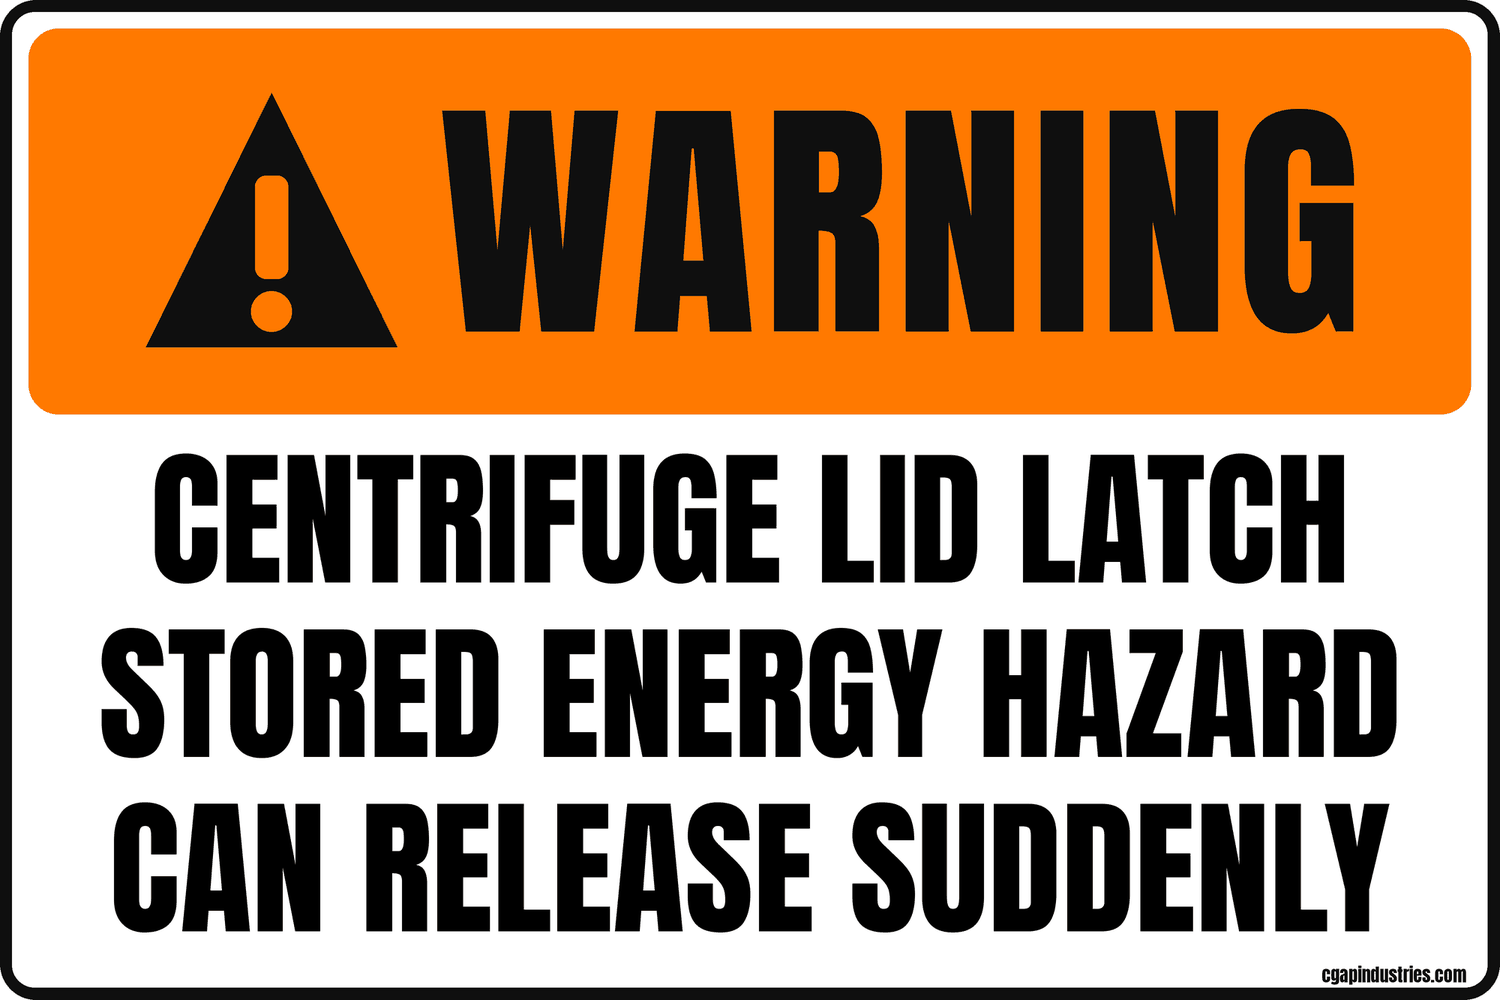 WARNING
CENTRIFUGE LID LATCH
STORED ENERGY HAZARD
CAN RELEASE SUDDENLY
cgapindustries.com